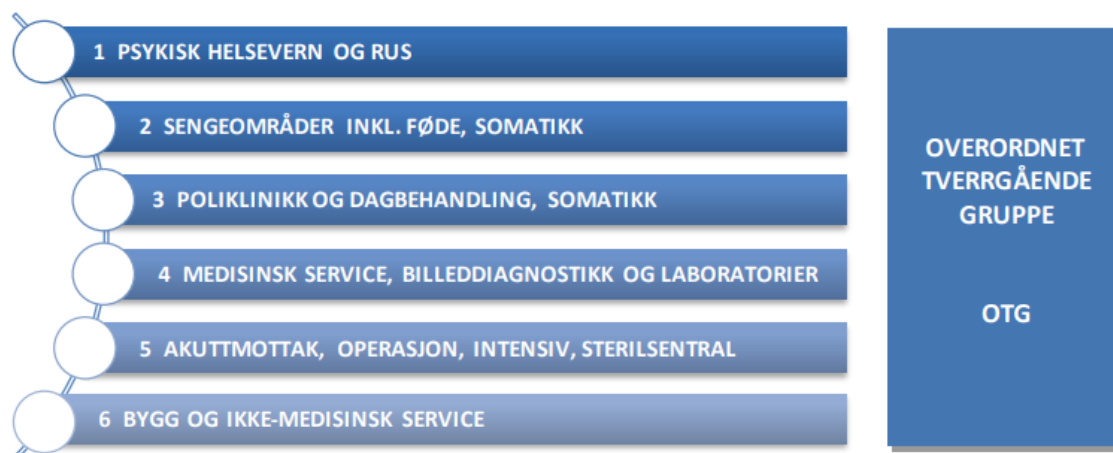 1 PSYKISK HELSEVERN OG RUS
2 SENGEOMRÅDER INKL. FØDE, SOMATIKK
3 POLIKLINIKK OG DAGBEHANDLING, SOMATIKK
4 MEDISINSK SERVICE, BILLEDDIAGNOSTIKK OG LABORATORIER
5 AKUTTMOTTAK, OPERASJON, INTENSIV, STERILSENTRAL
6 BYGG OG IKKE-MEDISINSK SERVICE
OVERORDNET
TVERRGÅENDE
GRUPPE
OTG